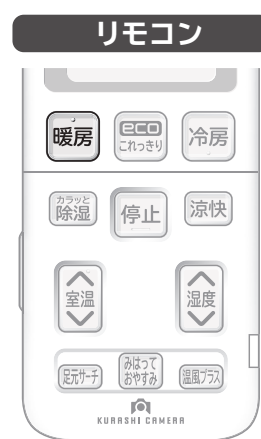 リモコン
暖房
eco
これっきり
冷房
カラッと
除湿
停止
涼快
室温
湿度
足元サーチ
みはって
おやすみ
温風プラス
KURASHI CAMERA